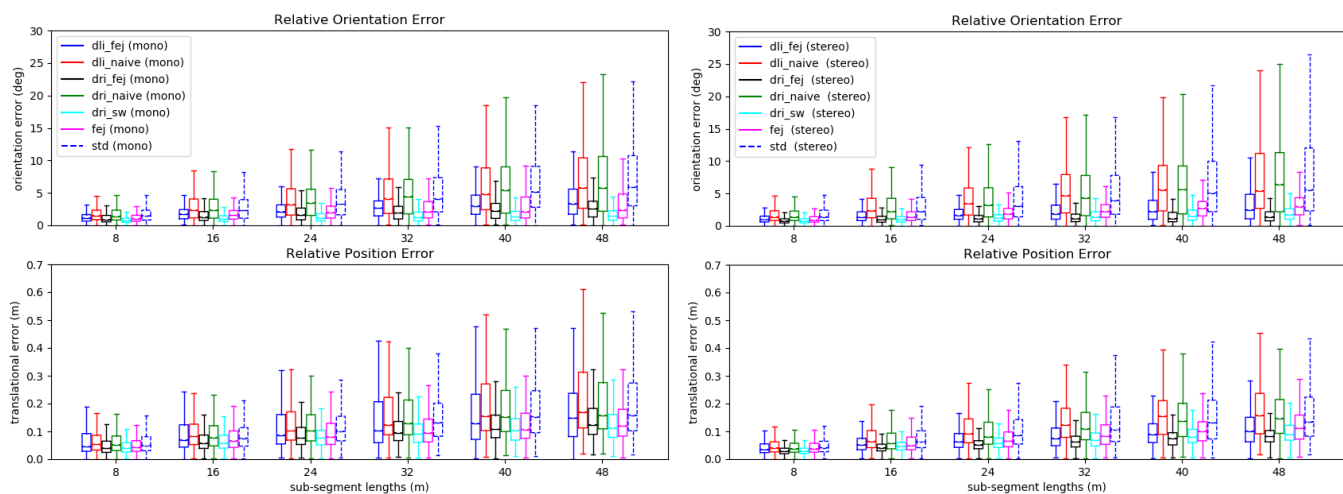 Relative Orientation Error
30
25
20
15
10
5
0
orientation error (deg)
dli_fej (mono)
dli_naive (mono)
dri_fej (mono)
dri_naive (mono)
dri_sw (mono)
fej (mono)
std (mono)
8 16 24 32 40 48
Relative Position Error
0.7
0.6
0.5
0.4
0.3
0.2
0.1
0.0
translational error (m)
8 16 24 32 40 48
sub-segment lengths (m)
Relative Orientation Error
30
25
20
15
10
5
0
orientation error (deg)
dli_fej (stereo)
dli_naive (stereo)
dri_fej (stereo)
dri_naive (stereo)
dri_sw (stereo)
fej (stereo)
std (stereo)
8 16 24 32 40 48
Relative Position Error
0.7
0.6
0.5
0.4
0.3
0.2
0.1
0.0
translational error (m)
8 16 24 32 40 48
sub-segment lengths (m)